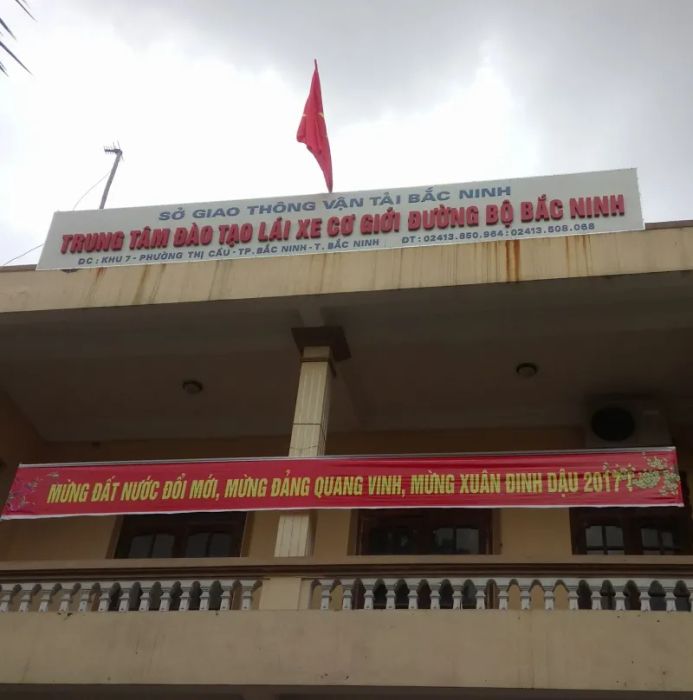 SỞ GIAO THÔNG VẬN TẢI BẮC NINH
TRUNG TÂM ĐÀO TẠO LÁI XE CƠ GIỚI ĐƯỜNG BỘ BẮC NINH
ĐC : KHU 7 - PHƯỜNG THỊ CẦU - TP.BẮC NINH - T. BẮC NINH ĐT : 02413.850.964 : 02413.508.068
MỪNG ĐẤT NƯỚC ĐỔI MỚI, MỪNG ĐẢNG QUANG VINH, MỪNG XUÂN ĐINH DẬU 2017 !